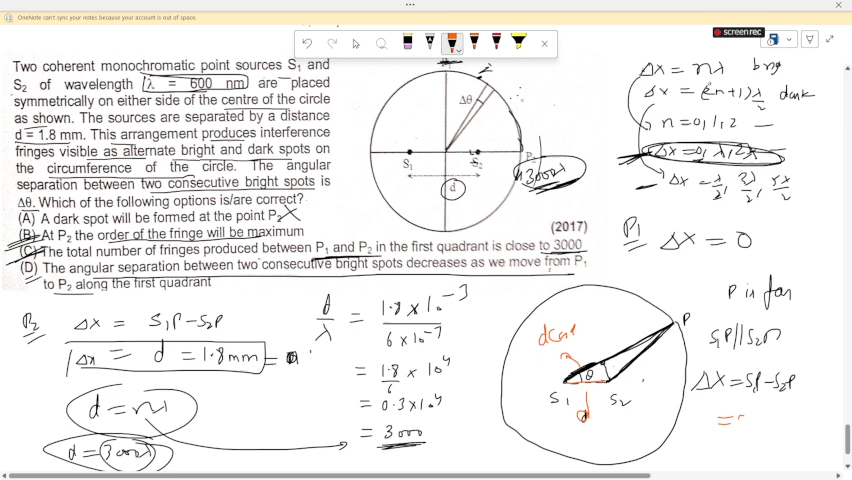 OneNote can't sync your notes because your account is out of space.
screen rec
Two coherent monochromatic point sources S₁ and
S₂ of wavelength λ = 600 nm are placed
symmetrically on either side of the centre of the circle
as shown. The sources are separated by a distance
d = 1.8 mm. This arrangement produces interference
fringes visible as alternate bright and dark spots on
the circumference of the circle. The angular
separation between two consecutive bright spots is
Δθ. Which of the following options is/are correct?
(2017)
(A) A dark spot will be formed at the point P₂
(B) At P₂ the order of the fringe will be maximum
(C) The total number of fringes produced between P₁ and P₂ in the first quadrant is close to 3000
(D) The angular separation between two consecutive bright spots decreases as we move from P₁
to P₂ along the first quadrant
Δθ
S₁
S₂
P₂
d
3000λ
Δx = nλ
Δx = (2n+1) λ/2 dark
n = 0, 1, 2 —
Δx = 0, λ, 2λ
Δx = λ/2, 3λ/2, 5λ/2
P₁ Δx = 0
P₂ Δx = S₁P – S₂P
Δx = d = 1.8 mm =
d = nλ
d = 3000λ
d/λ = 1.8 × 10⁻³ / 6 × 10⁻⁷
= 1.8/6 × 10⁴
= 0.3 × 10⁴
= 3000
P
θ
S₁
S₂
d
P is far
S₁P || S₂P
Δx = S₁P – S₂P
=